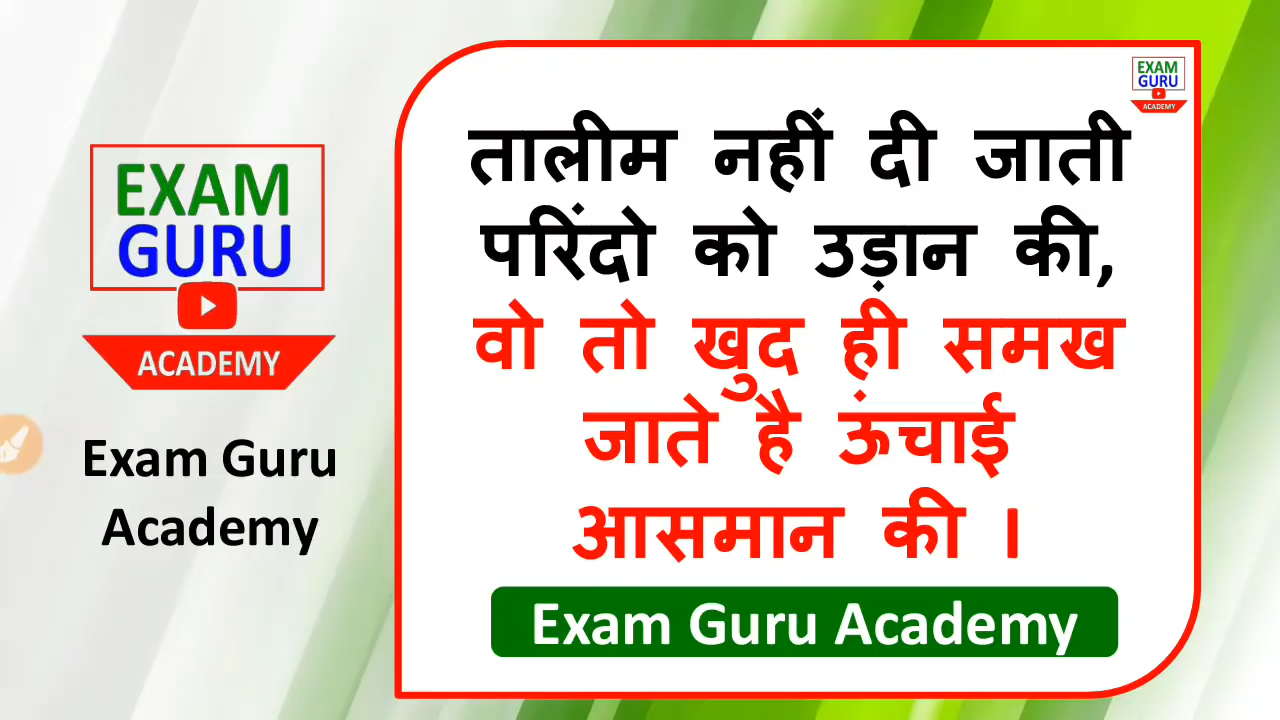 EXAM
GURU
ACADEMY
Exam Guru
Academy
EXAM
GURU
ACADEMY
तालीम नहीं दी जाती
परिंदो को उड़ान की,
वो तो खुद ही समख
जाते है ऊंचाई
आसमान की ।
Exam Guru Academy